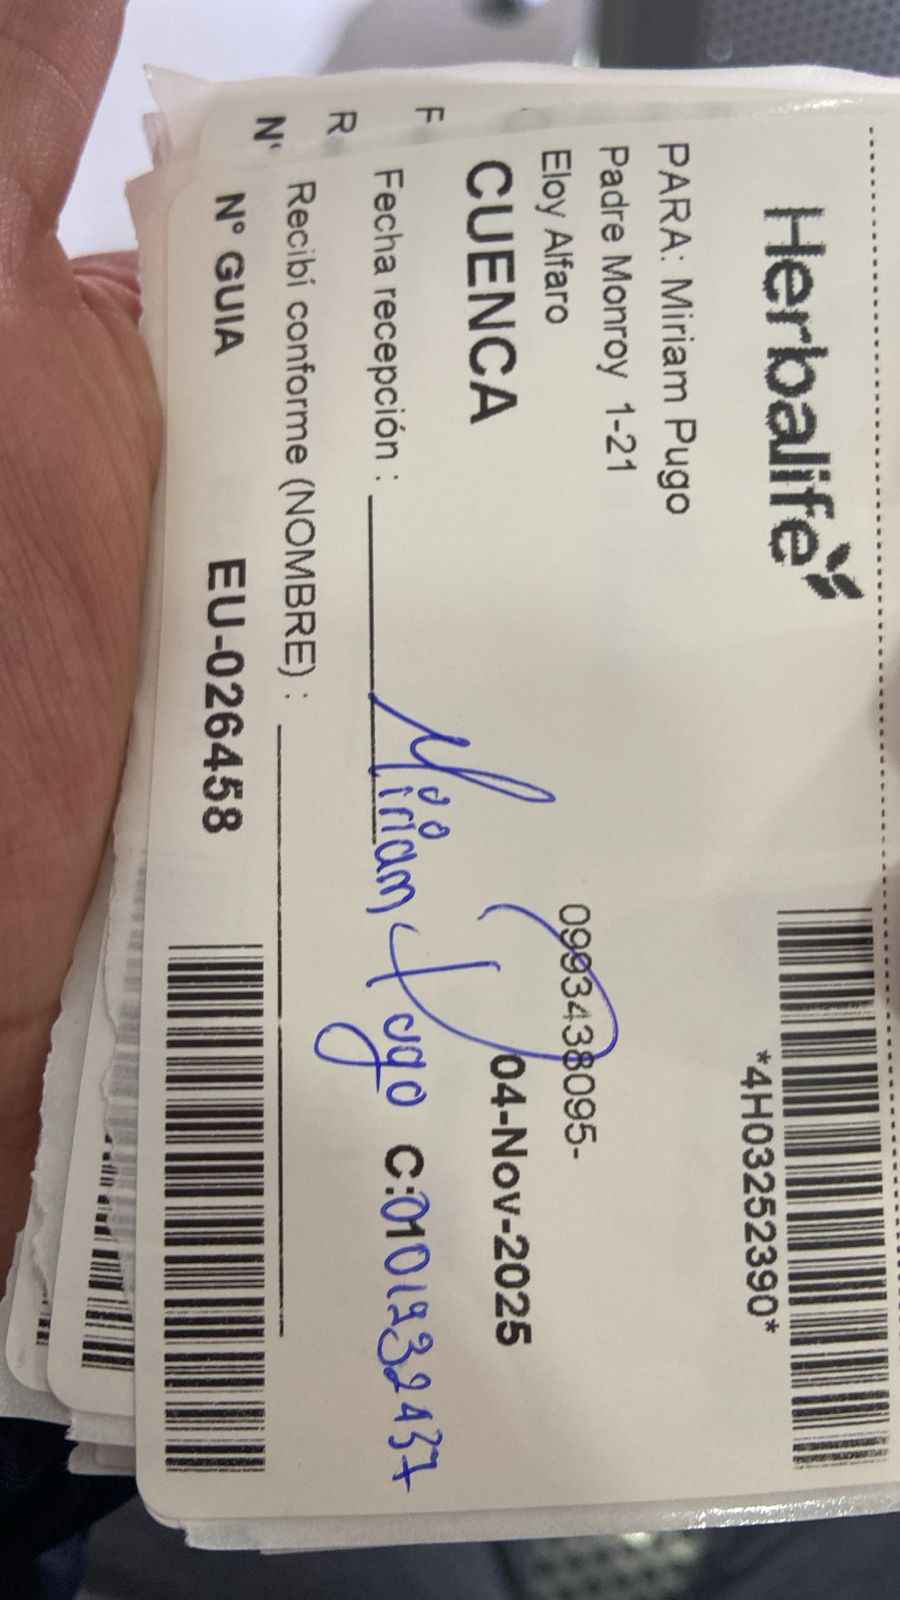 Herbalife
*4H03252390*
PARA: Miriam Pugo
Padre Monroy 1-21
Eloy Alfaro
0993438095-
CUENCA
04-Nov-2025
Fecha recepción :
Miriam Pugo C:0101932437
Recibí conforme (NOMBRE) :
Nº GUIA EU-026458
F
R
N